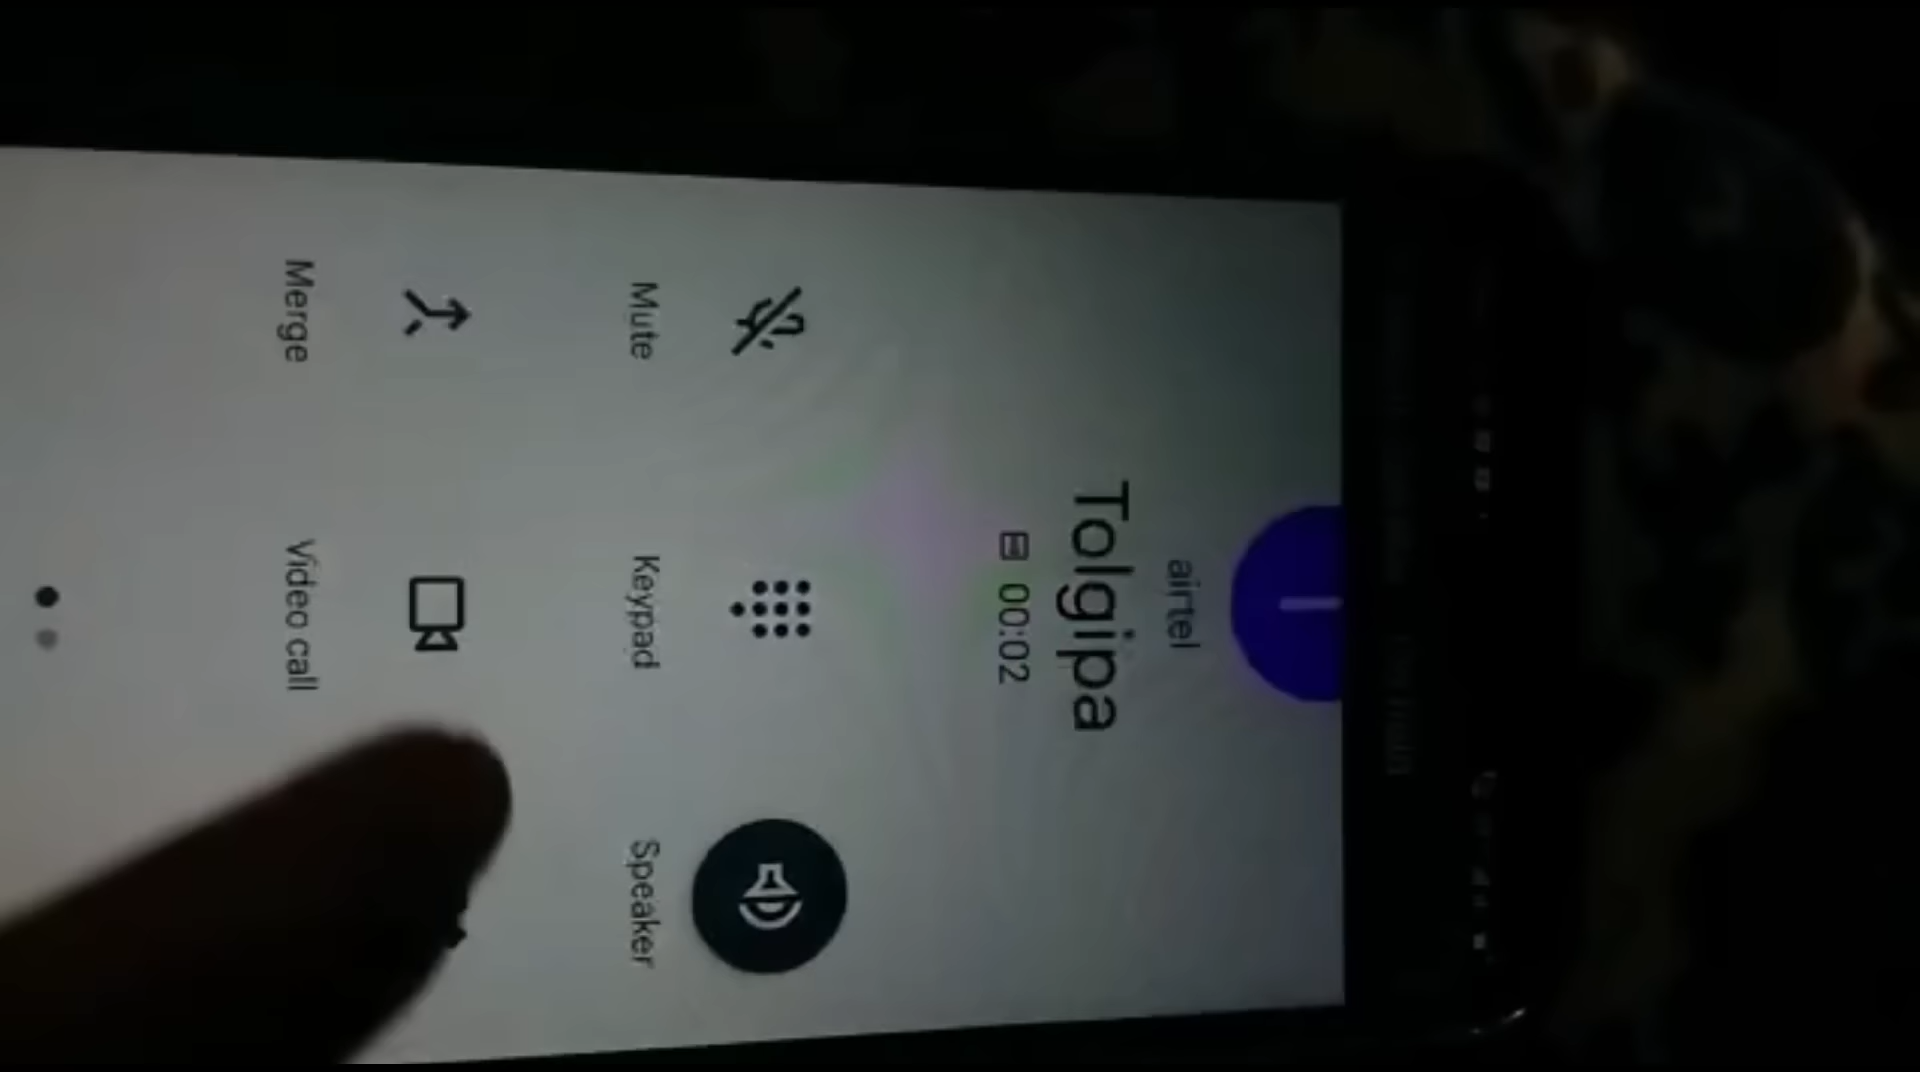 airtel
Tolgipa
00:02
Mute
Keypad
Speaker
Merge
Video call